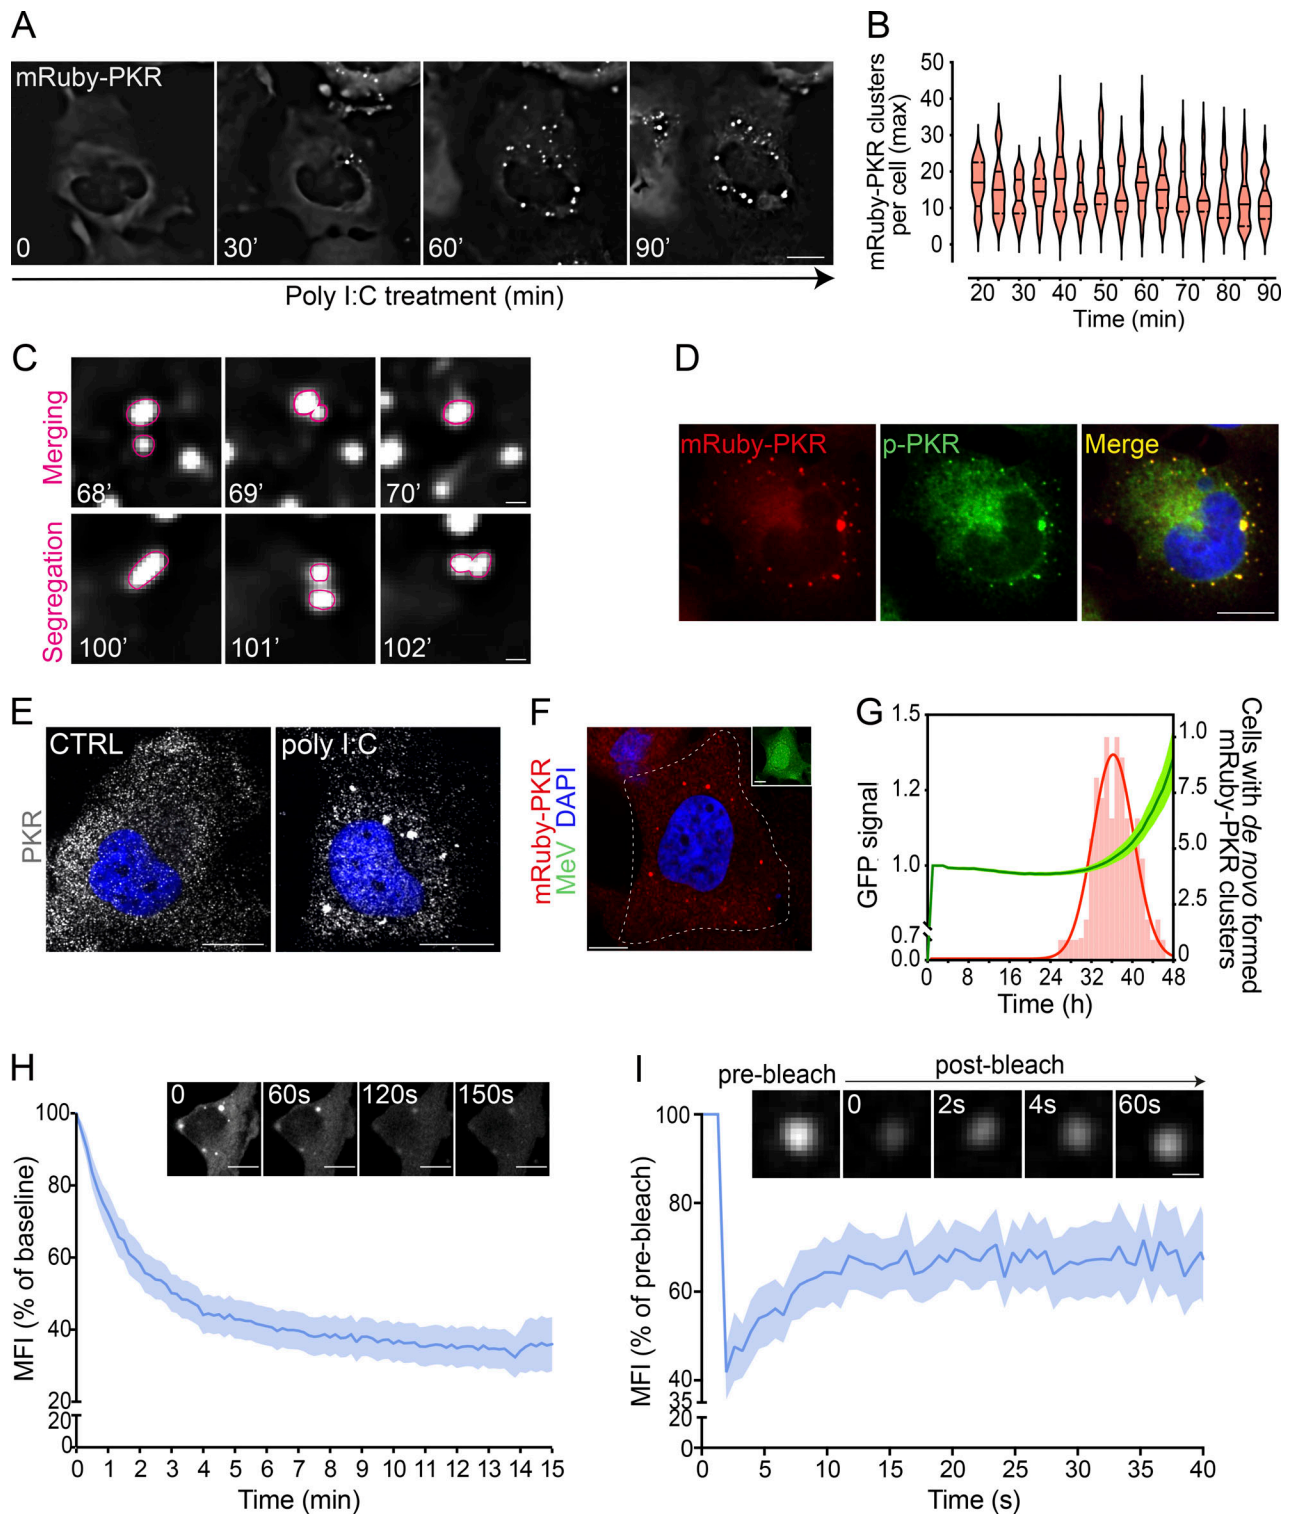 A
mRuby-PKR
0
30’
60’
90’
Poly I:C treatment (min)
B
mRuby-PKR clusters
per cell (max)
50
40
30
20
10
0
20 30 40 50 60 70 80 90
Time (min)
C
Merging
68’
69’
70’
Segregation
100’
101’
102’
D
mRuby-PKR
p-PKR
Merge
E
PKR
CTRL
poly I:C
F
mRuby-PKR
MeV DAPI
G
GFP signal
1.5
1.2
1.0
0.7
0.0
1.0
7.5
5.0
2.5
0
Cells with de novo formed
mRuby-PKR clusters
0 8 16 24 32 40 48
Time (h)
H
0
60s
120s
150s
MFI (% of baseline)
100
80
60
40
20
20
0
0 1 2 3 4 5 6 7 8 9 10 11 12 13 14 15
Time (min)
I
pre-bleach
post-bleach
0
2s
4s
60s
MFI (% of pre-bleach)
100
80
60
40
35
20
0
0 5 10 15 20 25 30 35 40
Time (s)